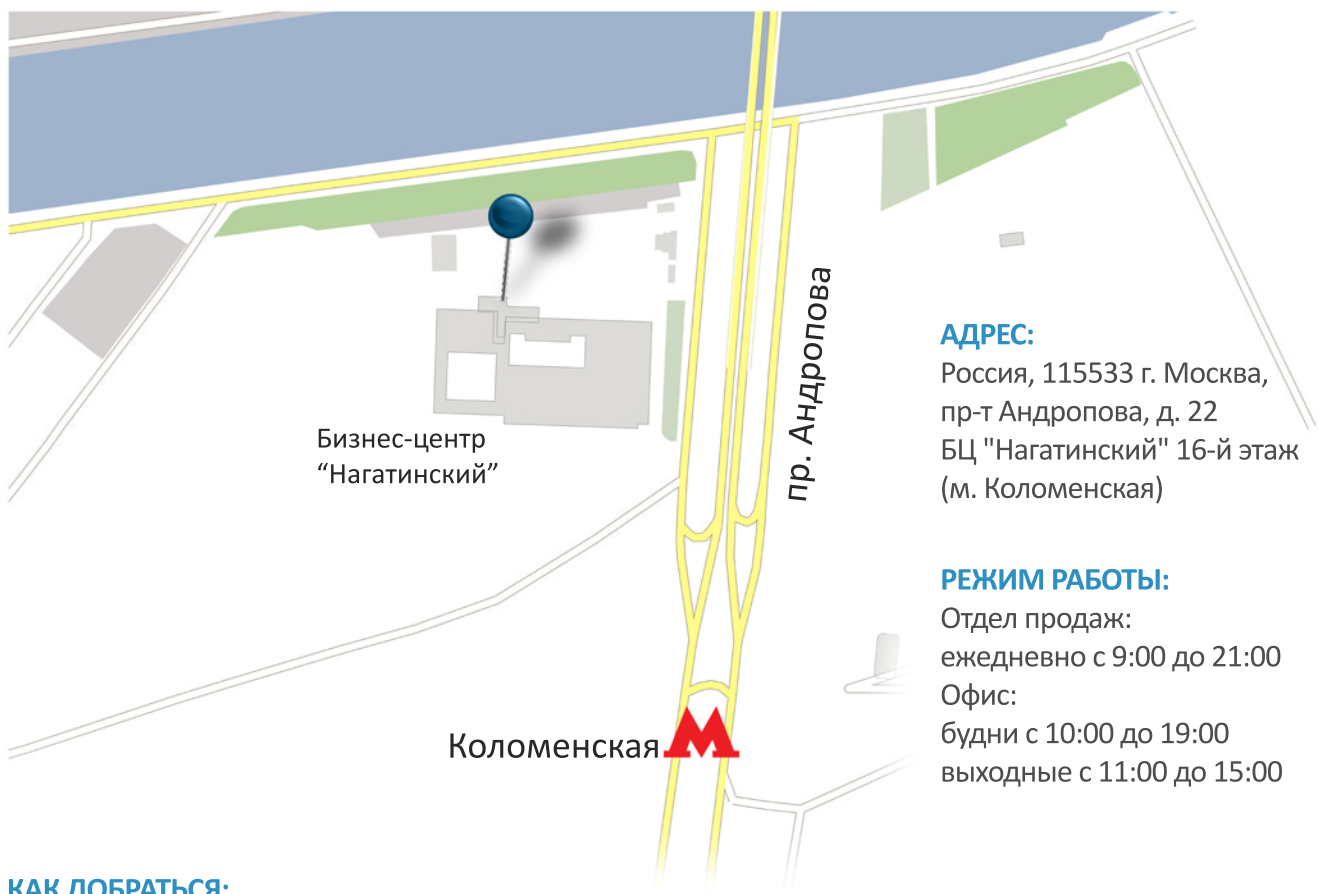 пр. Андропова
Бизнес-центр
“Нагатинский”
Коломенская
АДРЕС:
Россия, 115533 г. Москва,
пр-т Андропова, д. 22
БЦ "Нагатинский" 16-й этаж
(м. Коломенская)
РЕЖИМ РАБОТЫ:
Отдел продаж:
ежедневно с 9:00 до 21:00
Офис:
будни с 10:00 до 19:00
выходные с 11:00 до 15:00
КАК ДОБРАТЬСЯ: